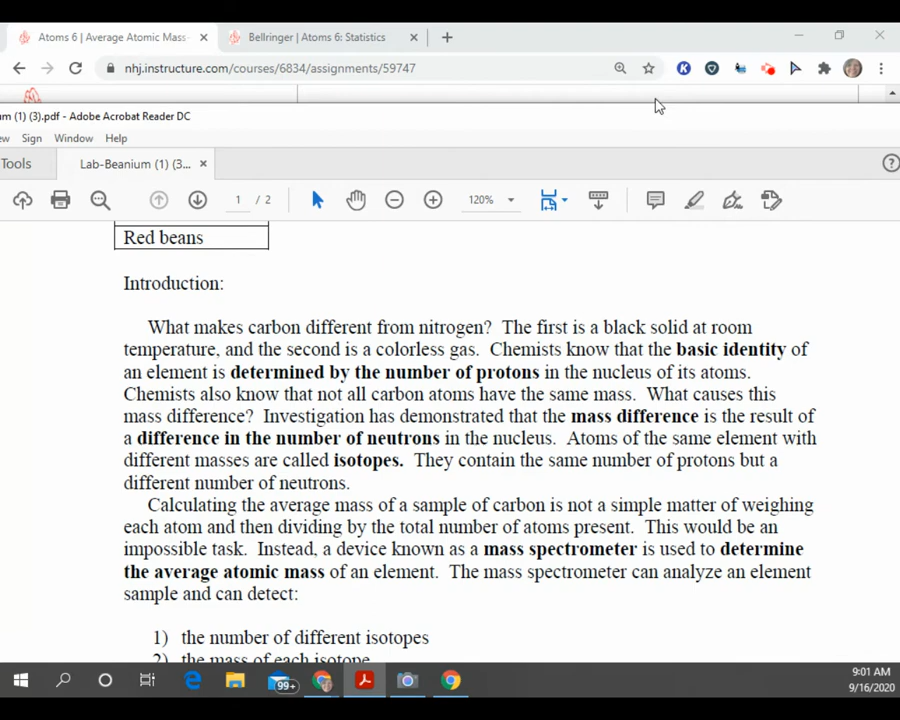 Atoms 6 | Average Atomic Mass
Bellringer | Atoms 6: Statistics
nhj.instructure.com/courses/6834/assignments/59747
um (1) (3).pdf - Adobe Acrobat Reader DC
ew Sign Window Help
Tools
Lab-Beanium (1) (3...
1 / 2
120%
Red beans
Introduction:
What makes carbon different from nitrogen? The first is a black solid at room
temperature, and the second is a colorless gas. Chemists know that the basic identity of
an element is determined by the number of protons in the nucleus of its atoms.
Chemists also know that not all carbon atoms have the same mass. What causes this
mass difference? Investigation has demonstrated that the mass difference is the result of
a difference in the number of neutrons in the nucleus. Atoms of the same element with
different masses are called isotopes. They contain the same number of protons but a
different number of neutrons.
Calculating the average mass of a sample of carbon is not a simple matter of weighing
each atom and then dividing by the total number of atoms present. This would be an
impossible task. Instead, a device known as a mass spectrometer is used to determine
the average atomic mass of an element. The mass spectrometer can analyze an element
sample and can detect:
1) the number of different isotopes
2) the mass of each isotope
99+
9:01 AM
9/16/2020